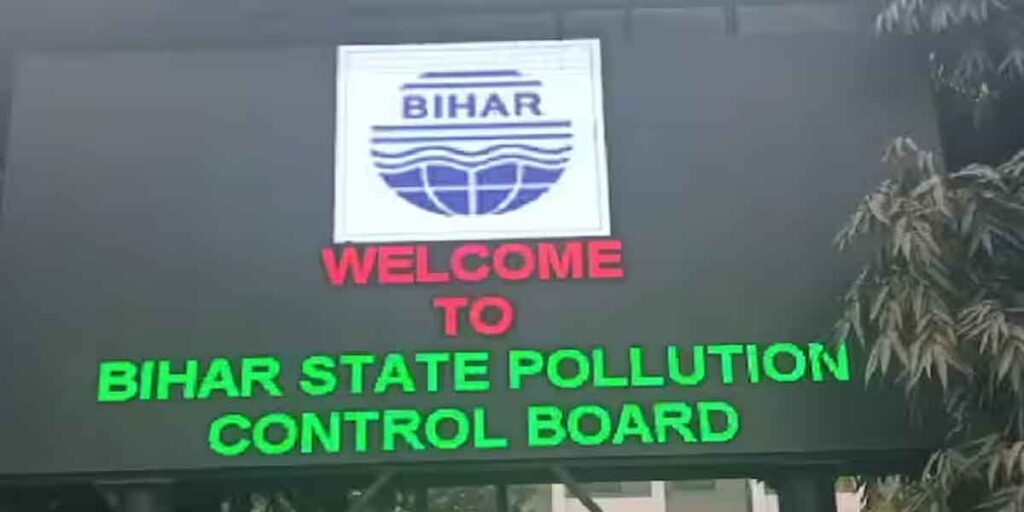 BIHAR
WELCOME
TO
BIHAR STATE POLLUTION
CONTROL BOARD